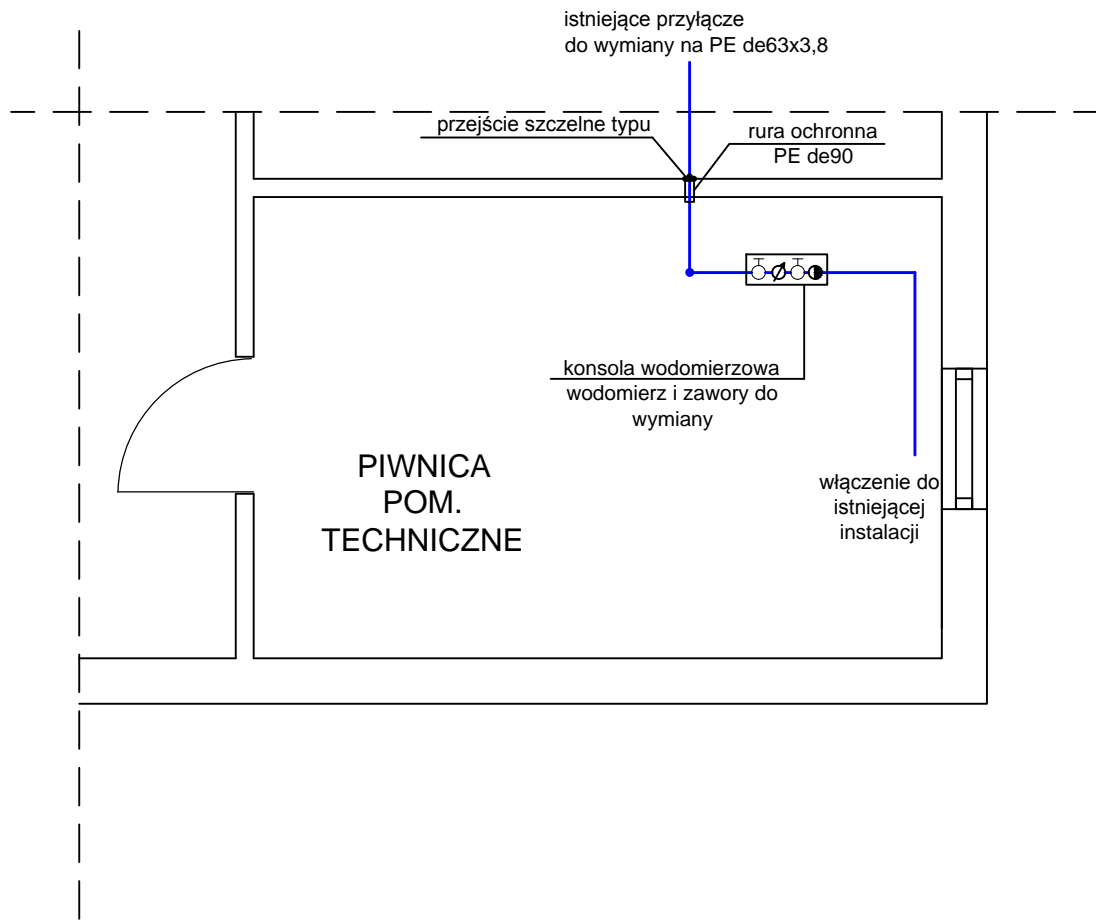 istniejące przyłącze
do wymiany na PE de63x3,8
przejście szczelne typu
rura ochronna
PE de90
konsola wodomierzowa
wodomierz i zawory do
wymiany
PIWNICA
POM.
TECHNICZNE
włączenie do
istniejącej
instalacji